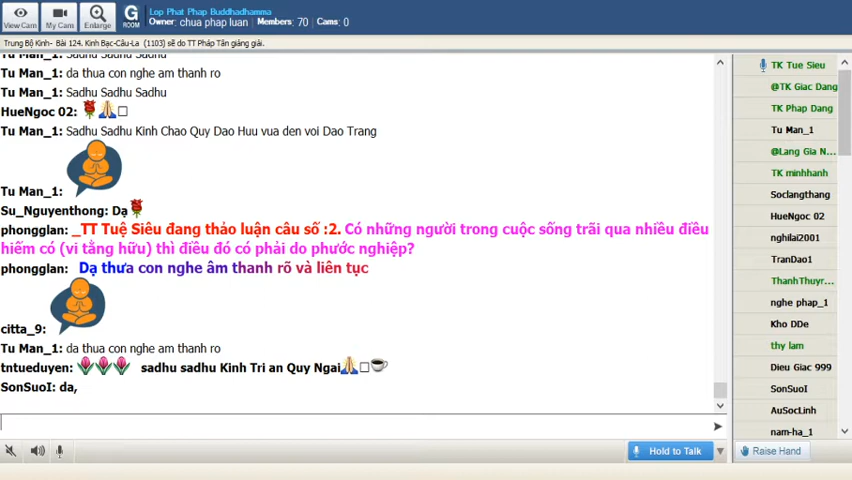 View Cam
My Cam
Enlarge
G
ROOM
Lop Phat Phap Buddhadhamma
Owner: chua phap luan Members: 70 Cams: 0
Trung Bộ Kinh- Bài 124. Kinh Bạc-Câu-La (1103) sẽ do TT Pháp Tân giảng giải.
Tu Man_1: Sadhu Sadhu Sadhu
Tu Man_1: da thua con nghe am thanh ro
Tu Man_1: Sadhu Sadhu Sadhu
HueNgoc 02:
Tu Man_1: Sadhu Sadhu Kinh Chao Quy Dao Huu vua den voi Dao Trang
Tu Man_1:
Su_Nguyenthong: Dạ
phongglan: _TT Tuệ Siêu đang thảo luận câu số :2. Có những người trong cuộc sống trãi qua nhiều điều
hiếm có (vi tằng hữu) thì điều đó có phải do phước nghiệp?
phongglan: Dạ thưa con nghe âm thanh rõ và liên tục
citta_9:
Tu Man_1: da thua con nghe am thanh ro
tntueduyen: sadhu sadhu Kinh Tri an Quy Ngai
SonSuoI: da,
Hold to Talk
TK Tue Sieu
@TK Giac Dang
TK Phap Dang
Tu Man_1
@Lang Gia N...
TK minhhanh
Soclangthang
HueNgoc 02
nghilai2001
TranDao1
ThanhThuyr...
nghe phap_1
Kho DDe
thy lam
Dieu Giac 999
SonSuoI
AuSocLinh
nam-ha_1
Raise Hand